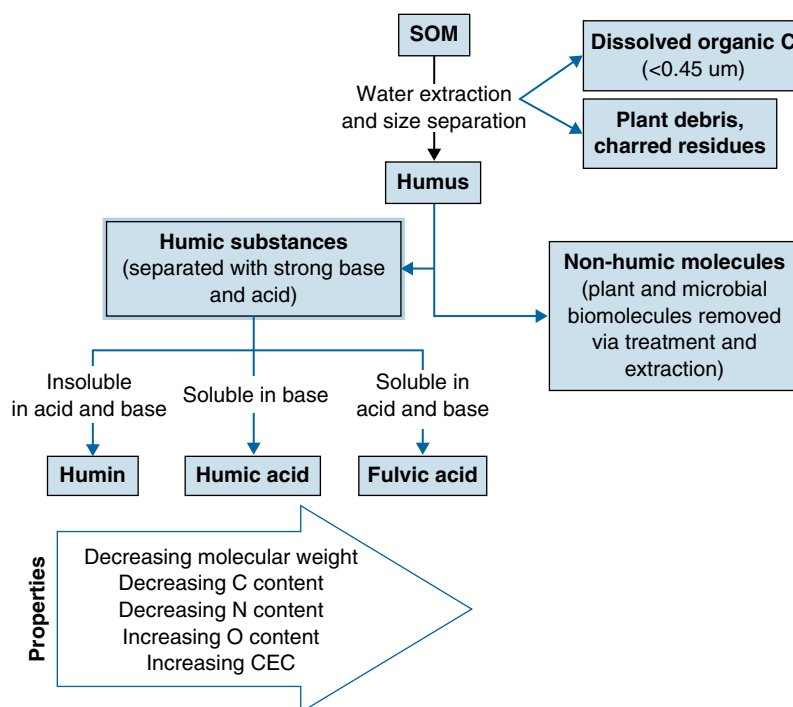 SOM
Dissolved organic C
(<0.45 um)
Water extraction
and size separation
Plant debris,
charred residues
Humus
Humic substances
(separated with strong base
and acid)
Non-humic molecules
(plant and microbial
biomolecules removed
via treatment and
extraction)
Insoluble
in acid and base
Soluble in base
Soluble in
acid and base
Humin
Humic acid
Fulvic acid
Properties
Decreasing molecular weight
Decreasing C content
Decreasing N content
Increasing O content
Increasing CEC